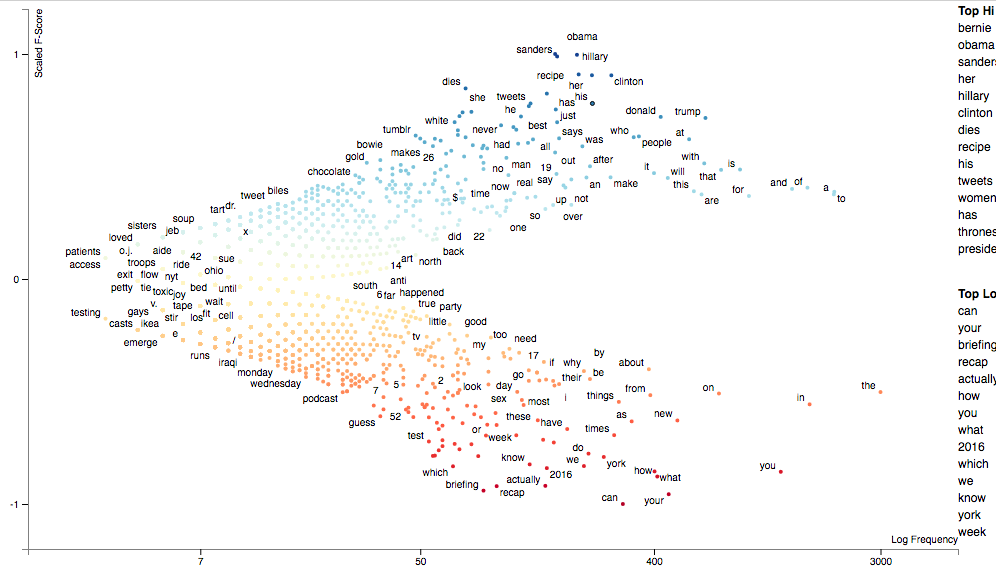 Scaled F-Score
1
0
-1
7
50
400
3000
Log Frequency
obama
sanders
hillary
recipe
clinton
her
dies
she
tweets
his
has
he
just
donald
trump
white
tumblr
never
best
says
who
at
bowie
had
all
was
people
makes
26
gold
with
man
19
out
after
it
is
no
will
that
chocolate
real
say
an
make
this
and
of
a
now
for
to
tweet
biles
$
time
up
not
are
dr.
tart
so
over
soup
one
sisters
jeb
x
did
22
loved
patients
o.j.
aide
42
sue
back
art
north
access
troops
ride
14
ohio
exit
flow
nyt
anti
petty
tie
toxic
joy
bed
until
south
6
far
happened
v.
tape
wait
true
party
testing
gays
stir
los
fit
cell
little
good
casts
ikea
e
tv
too
need
emerge
/
my
17
by
runs
if
why
about
iraqi
monday
go
their
be
wednesday
2
look
day
5
7
podcast
sex
most
i
things
from
on
the
in
guess
52
these
have
as
new
test
or
week
times
do
know
we
york
how
what
you
which
actually
2016
briefing
recap
can
your
Top Hi
bernie
obama
sanders
her
hillary
clinton
dies
recipe
his
tweets
women
has
thrones
preside
Top Lo
can
your
briefing
recap
actually
how
you
what
2016
which
we
know
york
week